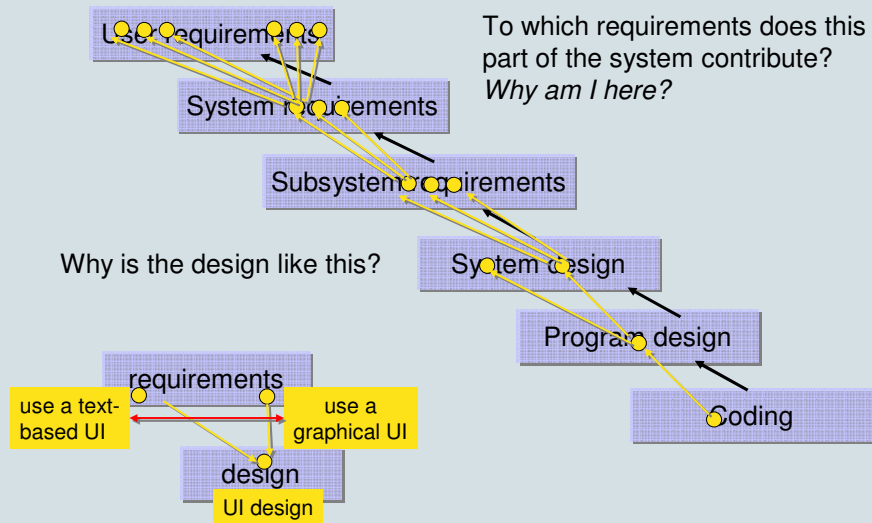 User requirements
To which requirements does this
part of the system contribute?
Why am I here?
System requirements
Subsystem requirements
Why is the design like this?
System design
Program design
requirements
use a text-
based UI
use a
graphical UI
Coding
design
UI design